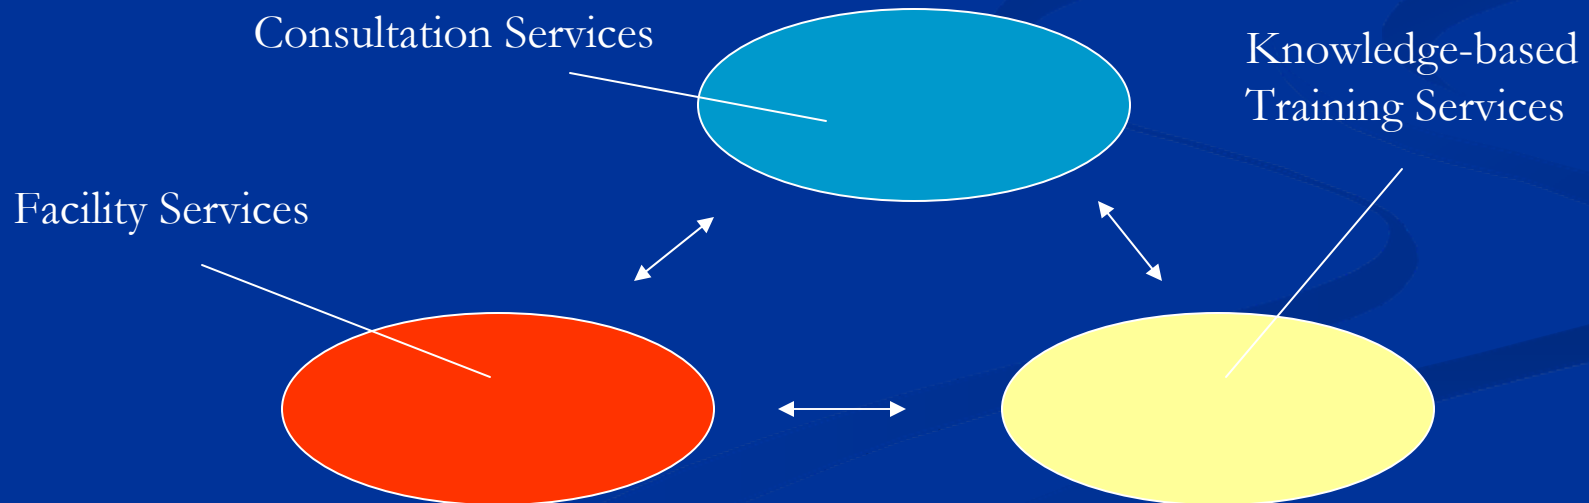 Consultation Services
Knowledge-based
Training Services
Facility Services